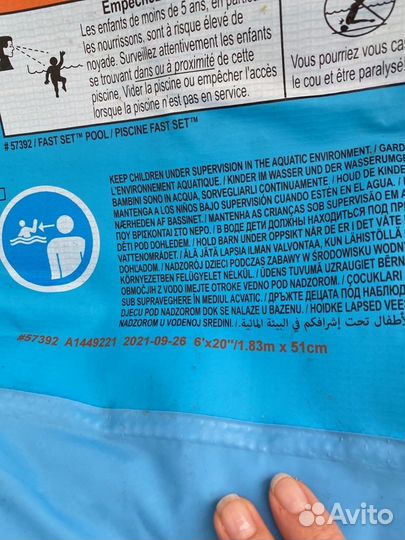 Empêchez
Les enfants de moins de 5 ans, en particu
les nourrissons, sont à risque élevé de
noyade. Surveillez attentivement les enfants
se trouvant dans ou à proximité de cette
piscine. Vider la piscine ou empêcher l'accès
lorsque la piscine n'est pas en service.
Vous pourriez vous cas
le cou et être paralysé
#57392 / FAST SET™ POOL / PISCINE FAST SET™
KEEP CHILDREN UNDER SUPERVISION IN THE AQUATIC ENVIRONMENT. / GARD
L'ENVIRONNEMENT AQUATIQUE. / KINDER IM WASSER UND DER WASSERUMGE
BAMBINI SONO IN ACQUA, SORVEGLIARLI CONTINUAMENTE. / HOUD DE KINDE
MANTENGA A LOS NIÑOS BAJO SUPERVISIÓN CUANDO ESTÉN EN EL AGUA. /
NÆRHEDEN AF BASSINET. / MANTENHA AS CRIANÇAS SOB SUPERVISÃO EM A
ΠΟΥ ΒΡΙΣΚΟΝΤΑΙ ΣΤΟ ΝΕΡΟ. / В ВОДЕ ДЕТИ ДОЛЖНЫ НАХОДИТЬСЯ ПОД ПР
DĚTI POD DOHLEDEM. / HOLD BARN UNDER OPPSIKT NÅR DE ER I DET VÅTE
VATTENOMRÅDET. / ÄLÄ JÄTÄ LAPSIA ILMAN VALVONTAA, KUN LÄHISTÖLLÄ
DOHĽADOM. / NADZORUJ DZIECI PODCZAS ZABAWY W ŚRODOWISKU WODNY
KÖRNYEZETBEN FELÜGYELET NÉLKÜL. / ŪDENS TUVUMĀ UZRAUGIET BĒRN
OBMOČJIH Z VODO IMEJTE OTROKE VEDNO POD NADZOROM. / ÇOCUKLARI
SUB SUPRAVEGHERE ÎN MEDIUL ACVATIC. / ДРЪЖТЕ ДЕЦАТА ПОД НАБЛЮД
DJECU POD NADZOROM DOK SE NALAZE U BAZENU. / HOIDKE LAPSED VEES
NADZOROM U VODENOJ SREDINI. / الأطفال تحت إشرافكم في البيئة المائية.
#57392 A1449221 2021-09-26 6'x20"/1.83m x 51cm
Avito